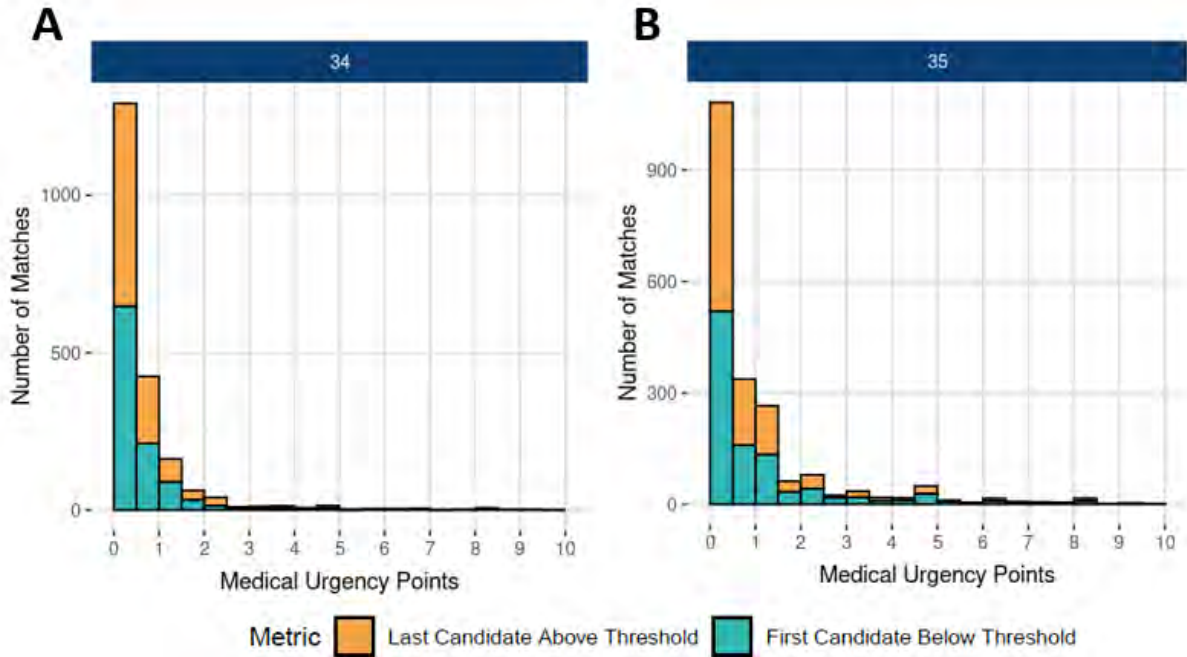 A
B
34
35
1000
500
0
Number of Matches
0 1 2 3 4 5 6 7 8 9 10
Medical Urgency Points
900
600
300
0
Number of Matches
0 1 2 3 4 5 6 7 8 9 10
Medical Urgency Points
Metric Last Candidate Above Threshold First Candidate Below Threshold